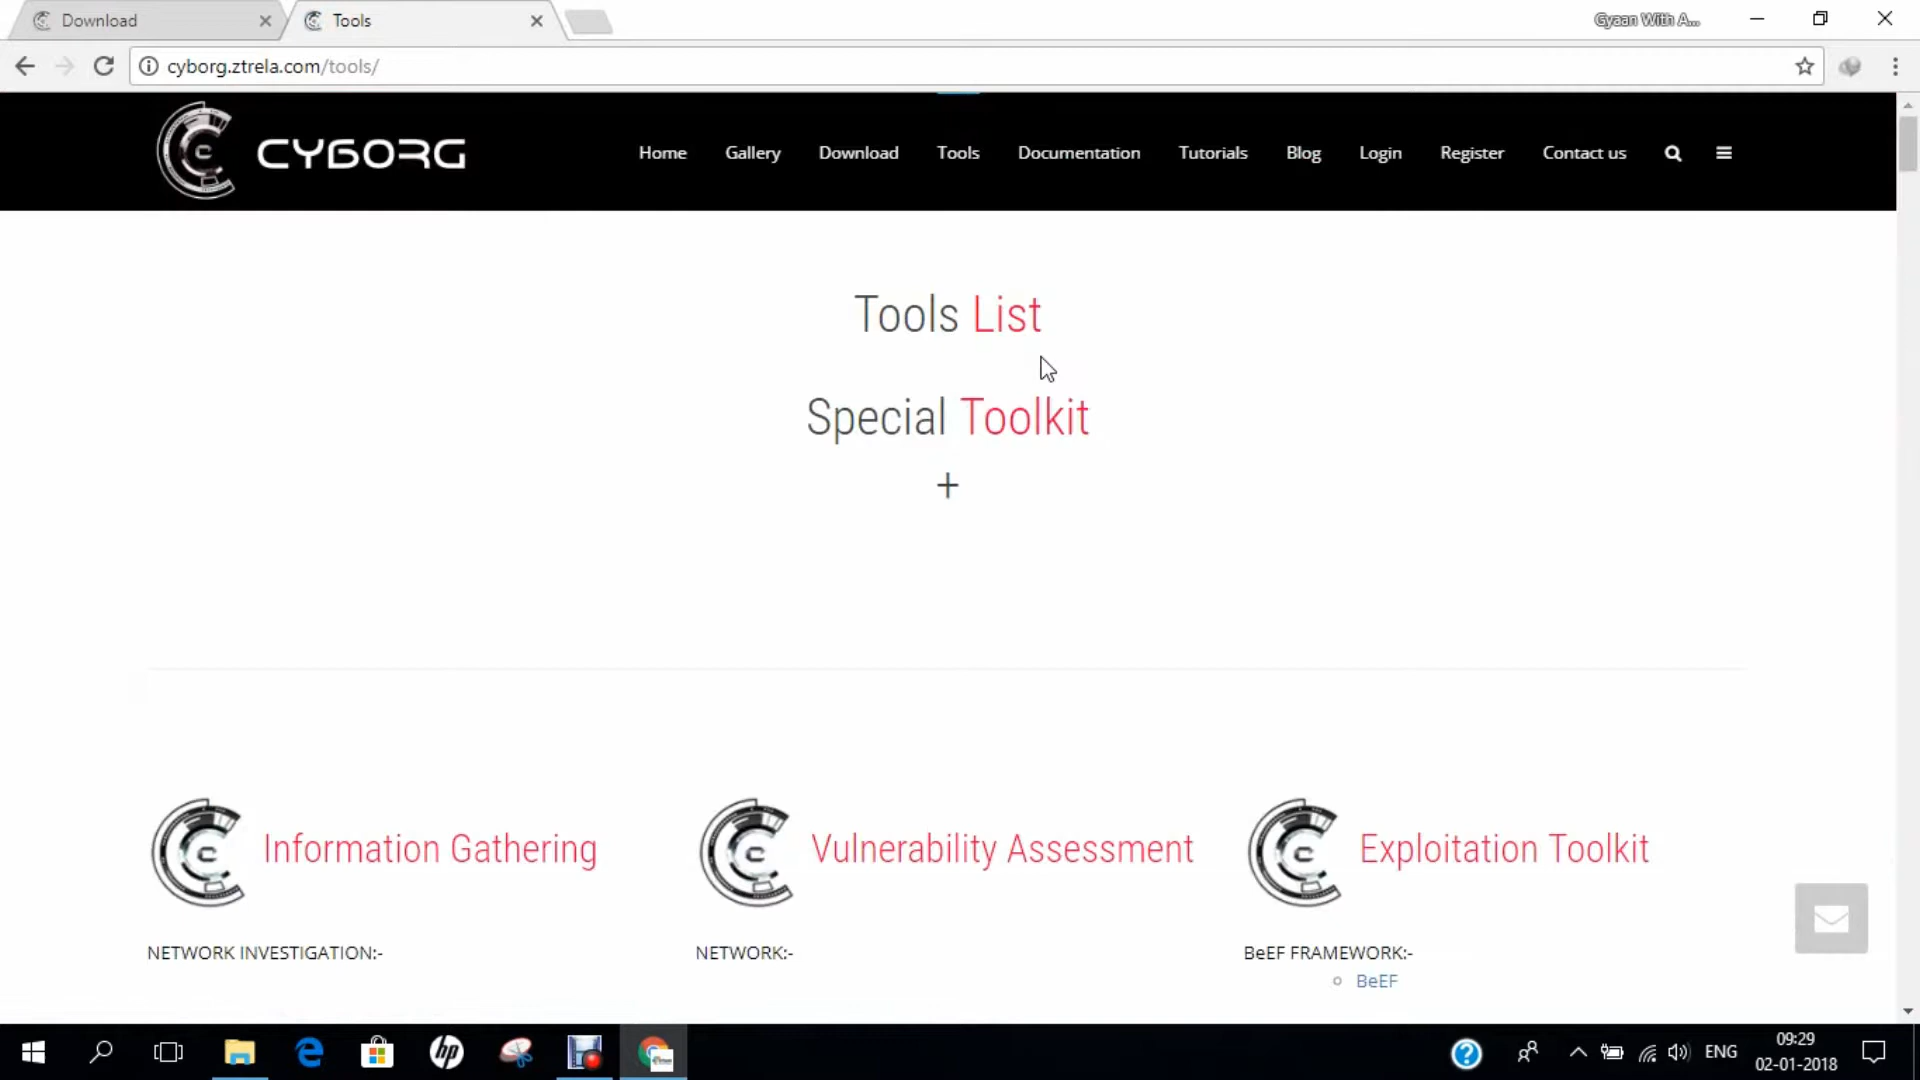 Download
Tools
Gyaan With A...
cyborg.ztrela.com/tools/
CYBORG
Home Gallery Download Tools Documentation Tutorials Blog Login Register Contact us
Tools List
Special Toolkit
+
Information Gathering
Vulnerability Assessment
Exploitation Toolkit
NETWORK INVESTIGATION:-
NETWORK:-
BeEF FRAMEWORK:-
BeEF
ENG
09:29
02-01-2018